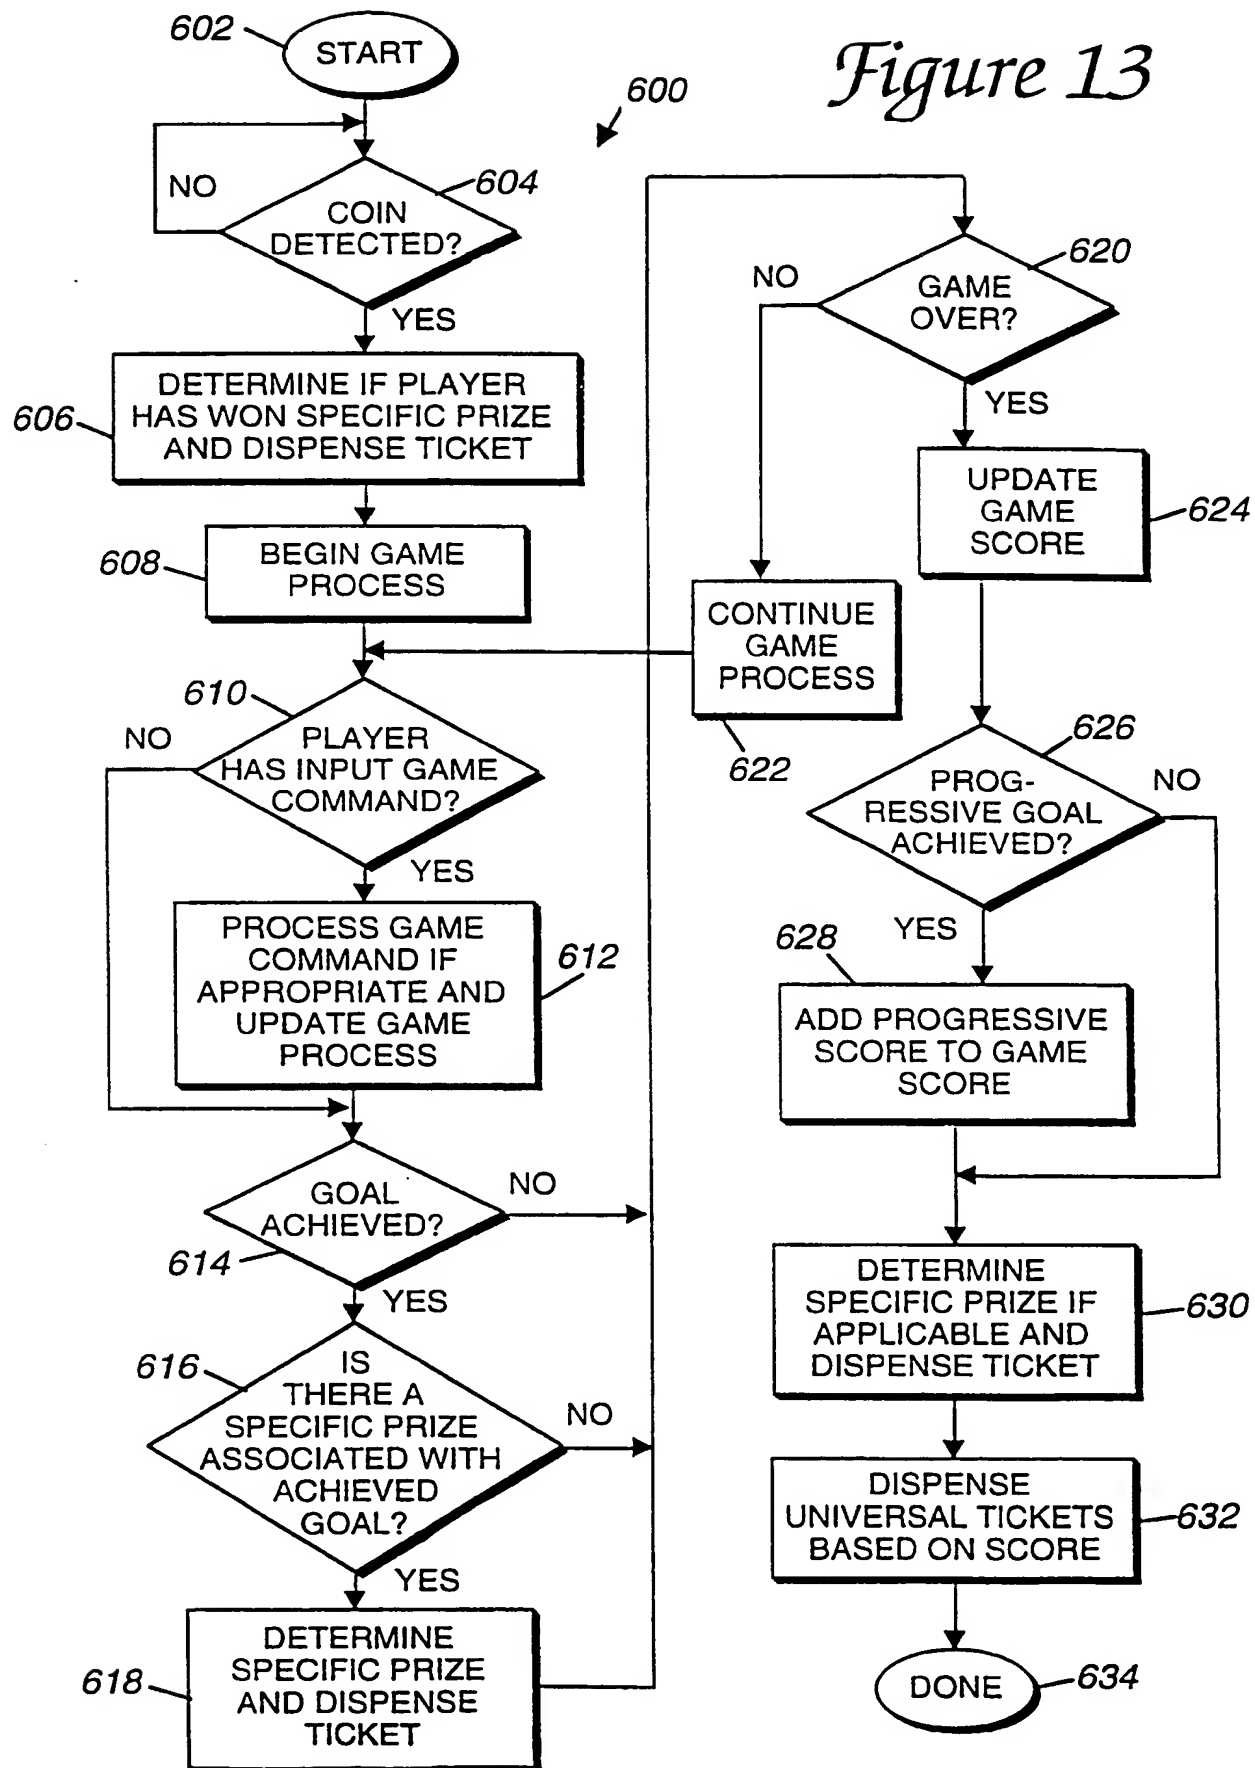 Figure 13
600
602
START
604
COIN
DETECTED?
NO
YES
606
DETERMINE IF PLAYER
HAS WON SPECIFIC PRIZE
AND DISPENSE TICKET
608
BEGIN GAME
PROCESS
610
PLAYER
HAS INPUT GAME
COMMAND?
NO
YES
612
PROCESS GAME
COMMAND IF
APPROPRIATE AND
UPDATE GAME
PROCESS
614
GOAL
ACHIEVED?
NO
YES
616
IS
THERE A
SPECIFIC PRIZE
ASSOCIATED WITH
ACHIEVED
GOAL?
NO
YES
618
DETERMINE
SPECIFIC PRIZE
AND DISPENSE
TICKET
620
GAME
OVER?
NO
YES
622
CONTINUE
GAME
PROCESS
624
UPDATE
GAME
SCORE
626
PROG-
RESSIVE GOAL
ACHIEVED?
NO
YES
628
ADD PROGRESSIVE
SCORE TO GAME
SCORE
630
DETERMINE
SPECIFIC PRIZE IF
APPLICABLE AND
DISPENSE TICKET
632
DISPENSE
UNIVERSAL TICKETS
BASED ON SCORE
DONE
634